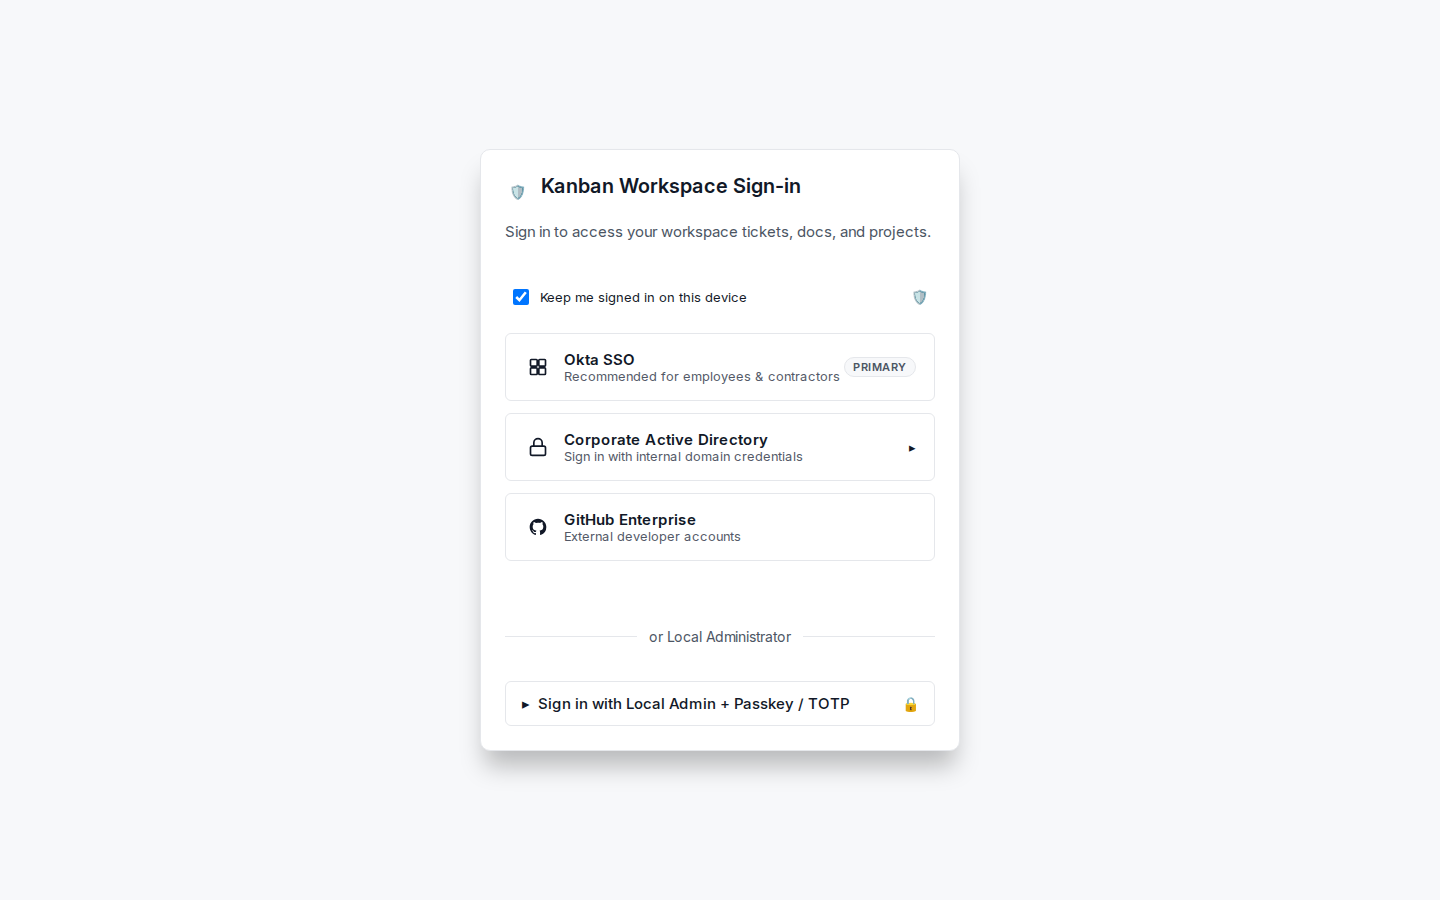 Kanban Workspace Sign-in
Sign in to access your workspace tickets, docs, and projects.
Keep me signed in on this device
Okta SSO
Recommended for employees & contractors
PRIMARY
Corporate Active Directory
Sign in with internal domain credentials
GitHub Enterprise
External developer accounts
or Local Administrator
Sign in with Local Admin + Passkey / TOTP